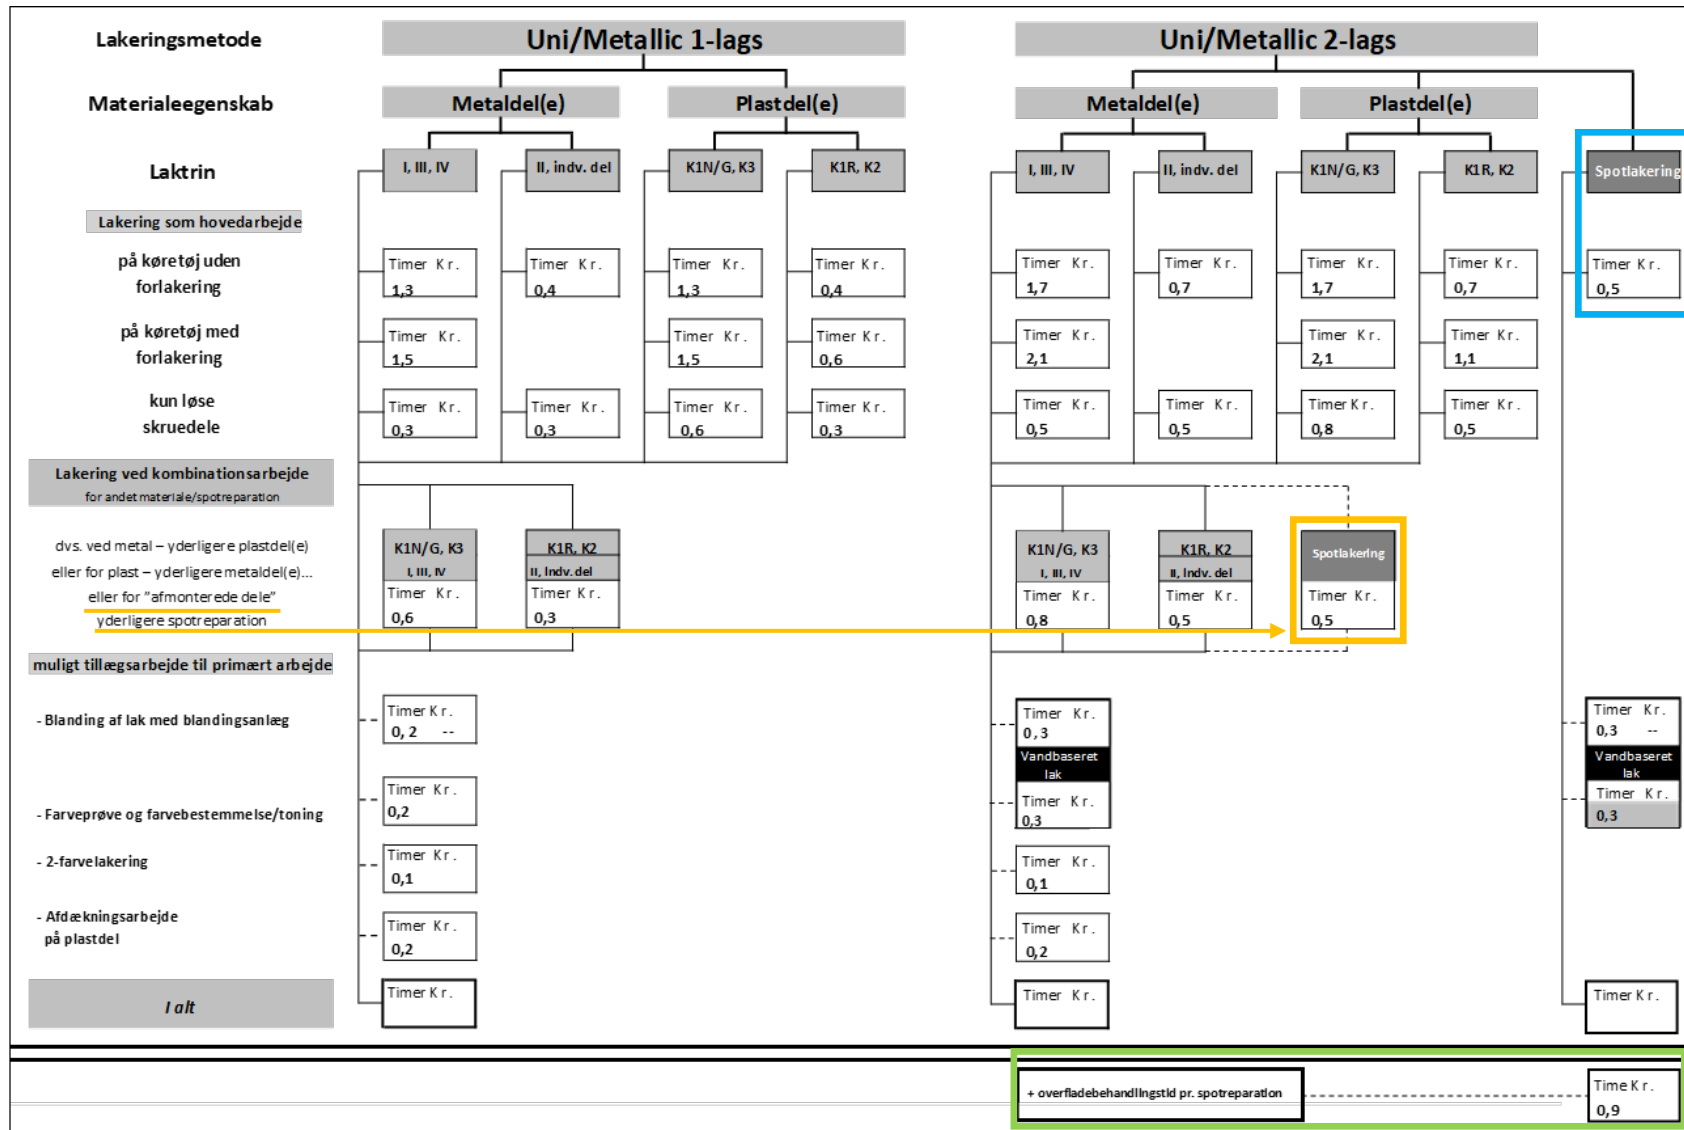 Lakeringsmetode
Uni/Metallic 1-lags
Uni/Metallic 2-lags
Materialeegenskab
Metaldel(e)
Plastdel(e)
Metaldel(e)
Plastdel(e)
Laktrin
I, III, IV
II, indv. del
K1N/G, K3
K1R, K2
I, III, IV
II, indv. del
K1N/G, K3
K1R, K2
Spotlakering
Lakering som hovedarbejde
på køretøj uden
forlakering
Timer Kr.
1,3
Timer Kr.
0,4
Timer Kr.
1,3
Timer Kr.
0,4
Timer Kr.
1,7
Timer Kr.
0,7
Timer Kr.
1,7
Timer Kr.
0,7
Timer Kr.
0,5
på køretøj med
forlakering
Timer Kr.
1,5
Timer Kr.
1,5
Timer Kr.
0,6
Timer Kr.
2,1
Timer Kr.
2,1
Timer Kr.
1,1
kun løse
skruedele
Timer Kr.
0,3
Timer Kr.
0,3
Timer Kr.
0,6
Timer Kr.
0,3
Timer Kr.
0,5
Timer Kr.
0,5
Timer Kr.
0,8
Timer Kr.
0,5
Lakering ved kombinationsarbejde
for andet materiale/spotreparation
dvs. ved metal – yderligere plastdel(e)
eller for plast – yderligere metaldel(e)...
eller for "afmonterede dele"
yderligere spotreparation
K1N/G, K3
I, III, IV
Timer Kr.
0,6
K1R, K2
II, Indv. del
Timer Kr.
0,3
K1N/G, K3
I, III, IV
Timer Kr.
0,8
K1R, K2
II, Indv. del
Timer Kr.
0,5
Spotlakering
Timer Kr.
0,5
muligt tillægsarbejde til primært arbejde
- Blanding af lak med blandingsanlæg
Timer Kr.
0, 2 --
Timer Kr.
0,3
Vandbaseret
lak
Timer Kr.
0,3 --
Vandbaseret
lak
- Farveprøve og farvebestemmelse/toning
Timer Kr.
0,2
Timer Kr.
0,3
Timer Kr.
0,3
- 2-farvelakering
Timer Kr.
0,1
Timer Kr.
0,1
- Afdækningsarbejde
på plastdel
Timer Kr.
0,2
Timer Kr.
0,2
I alt
Timer Kr.
Timer Kr.
Timer Kr.
+ overfladebehandlingstid pr. spotreparation
Time Kr.
0,9